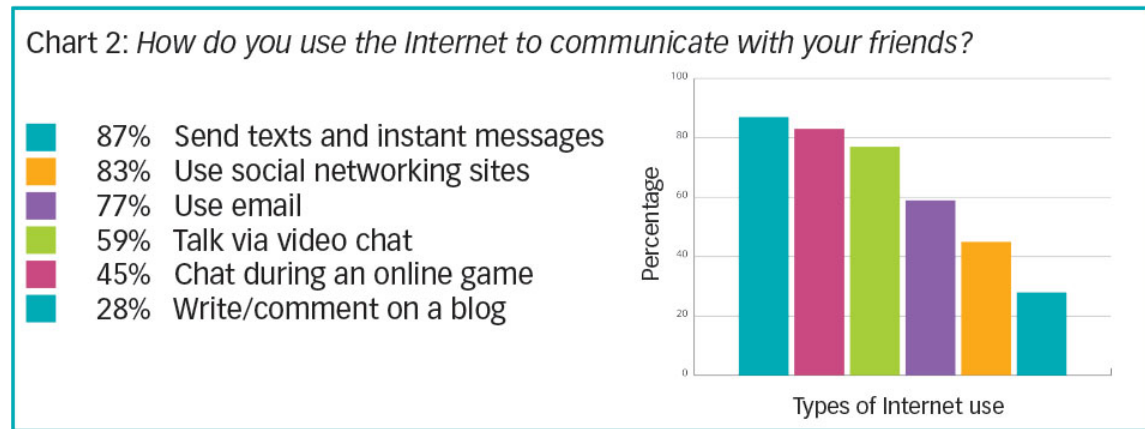 Chart 2: How do you use the Internet to communicate with your friends?
87% Send texts and instant messages
83% Use social networking sites
77% Use email
59% Talk via video chat
45% Chat during an online game
28% Write/comment on a blog
Percentage
100
80
60
40
20
0
Types of Internet use